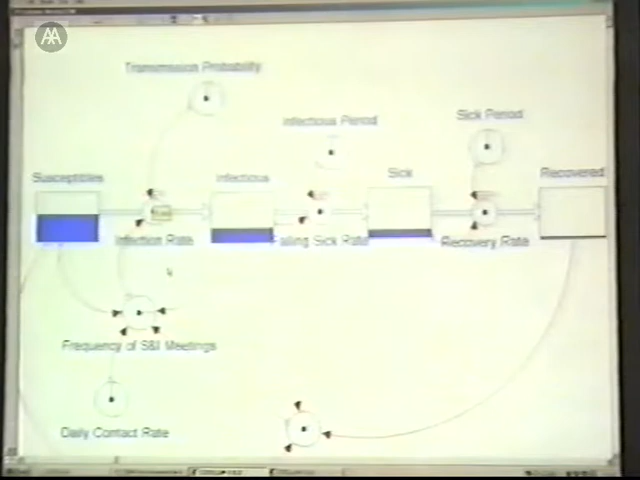 Transmission Probability
Infectious Period
Sick Period
Susceptibles
Infectious
Sick
Recovered
Infection Rate
Falling Sick Rate
Recovery Rate
Frequency of S&I Meetings
Daily Contact Rate